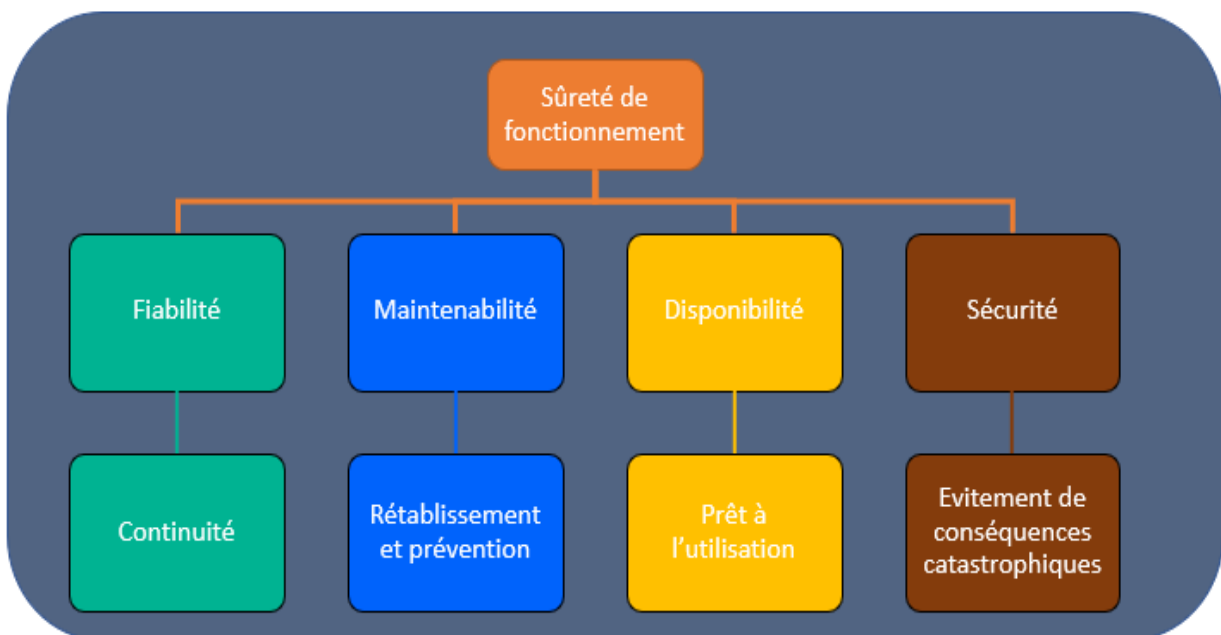 Sûreté de
fonctionnement
Fiabilité
Maintenabilité
Disponibilité
Sécurité
Continuité
Rétablissement
et prévention
Prêt à
l’utilisation
Evitement de
conséquences
catastrophiques